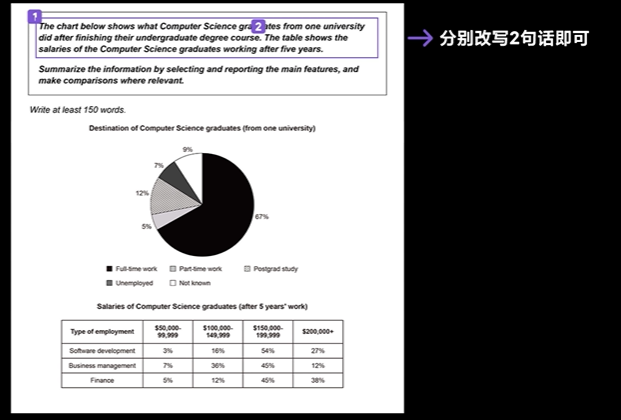 1
2
The chart below shows what Computer Science graduates from one university
did after finishing their undergraduate degree course. The table shows the
salaries of the Computer Science graduates working after five years.
Summarize the information by selecting and reporting the main features, and
make comparisons where relevant.
分别改写2句话即可
Write at least 150 words.
Destination of Computer Science graduates (from one university)
9%
7%
12%
5%
67%
Full-time work Part-time work Postgrad study
Unemployed Not known
Salaries of Computer Science graduates (after 5 years' work)
Type of employment $50,000-99,999 $100,000-149,999 $150,000-199,999 $200,000+
Software development 3% 16% 54% 27%
Business management 7% 36% 45% 12%
Finance 5% 12% 45% 38%